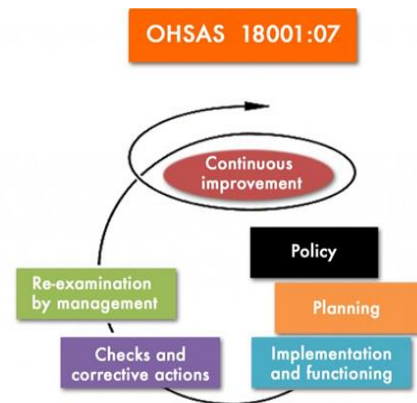 OHSAS 18001:07
Continuous
improvement
Policy
Planning
Implementation
and functioning
Checks and
corrective actions
Re-examination
by management